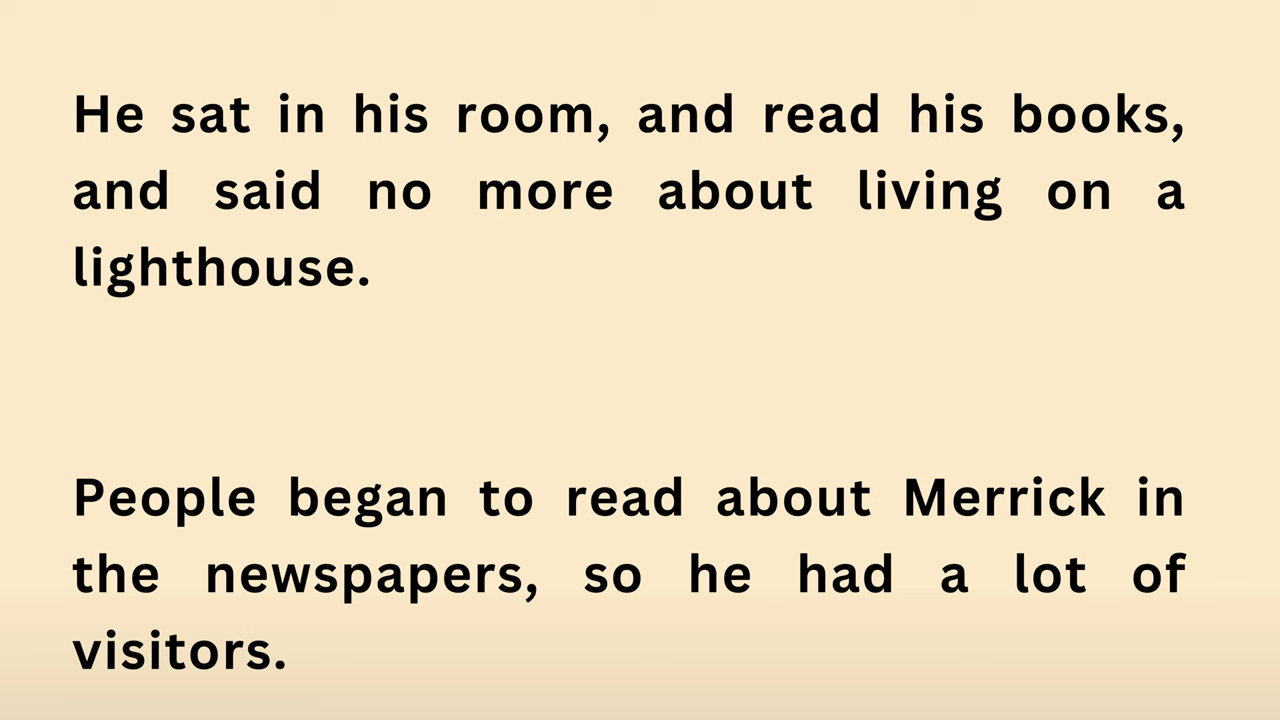 He sat in his room, and read his books,
and said no more about living on a
lighthouse.
People began to read about Merrick in
the newspapers, so he had a lot of
visitors.